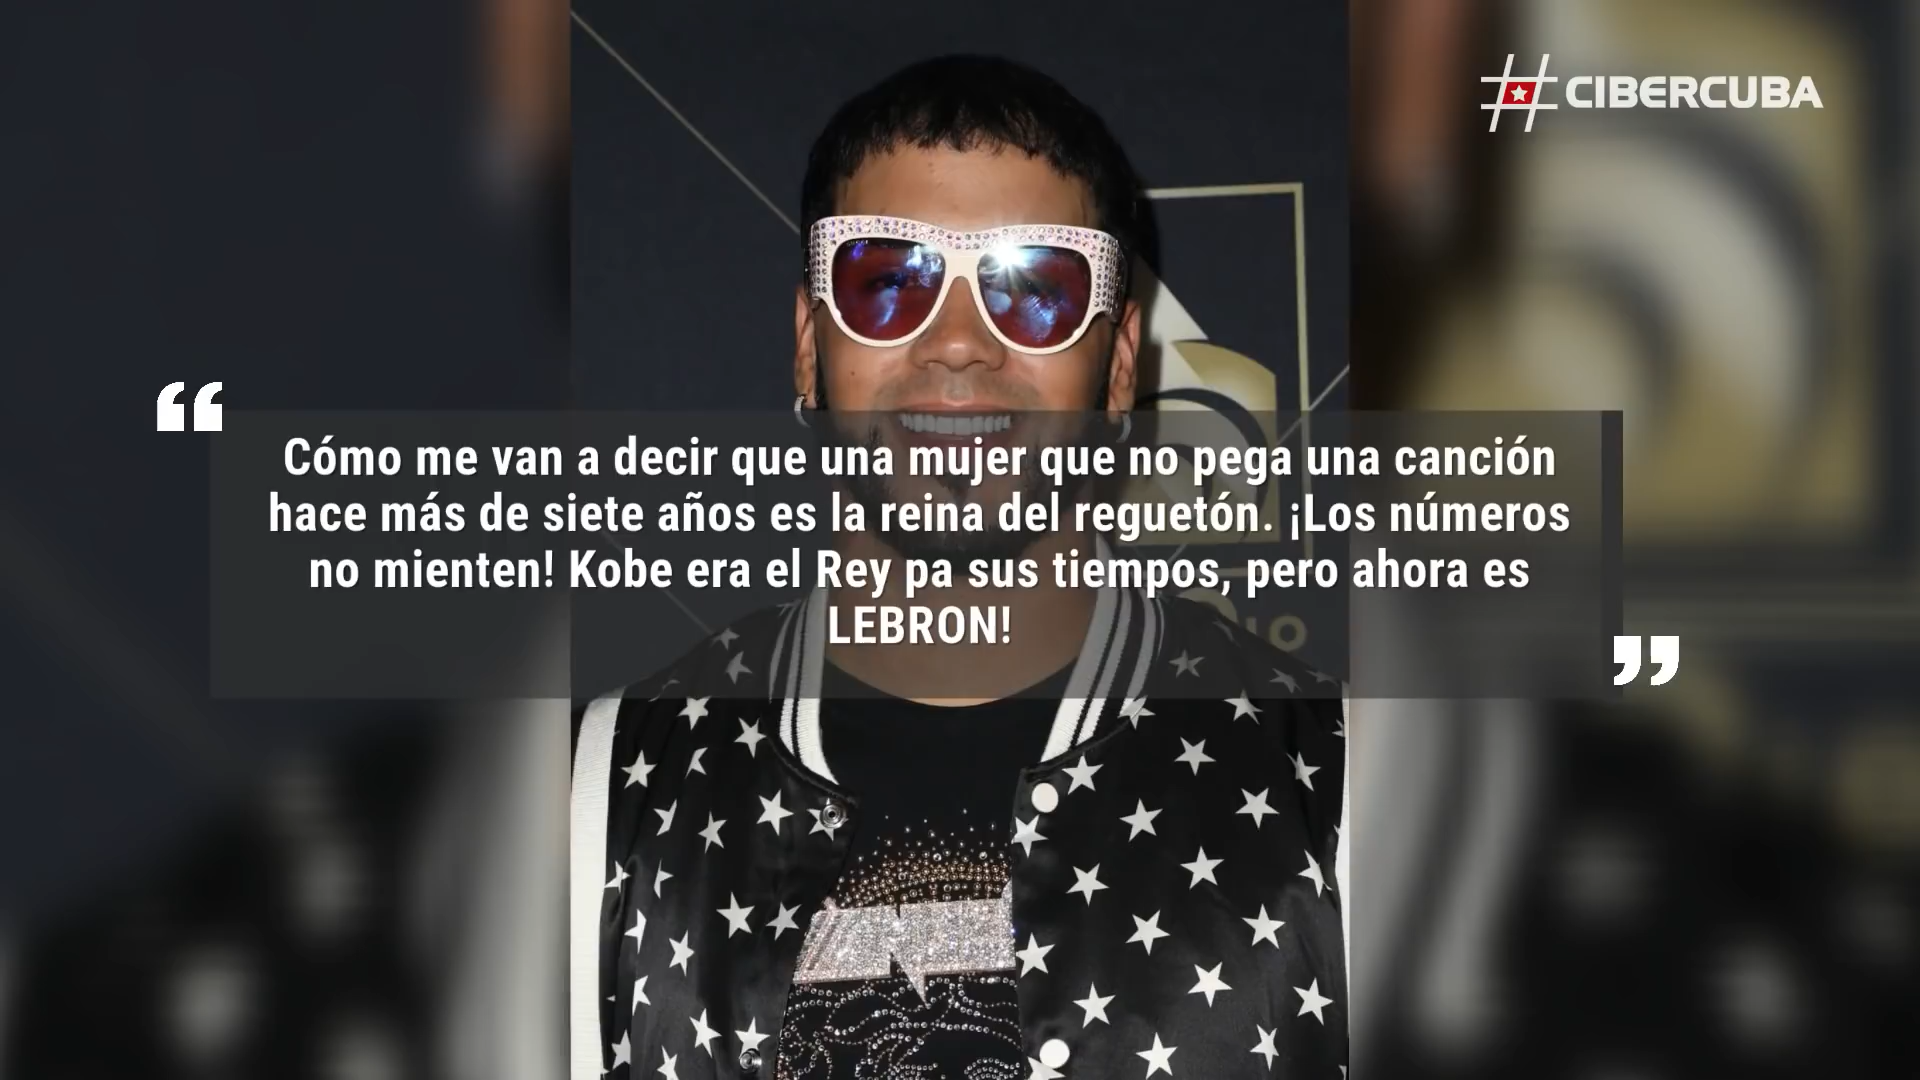 #CIBERCUBA
“
Cómo me van a decir que una mujer que no pega una canción
hace más de siete años es la reina del reguetón. ¡Los números
no mienten! Kobe era el Rey pa sus tiempos, pero ahora es
LEBRON!
”